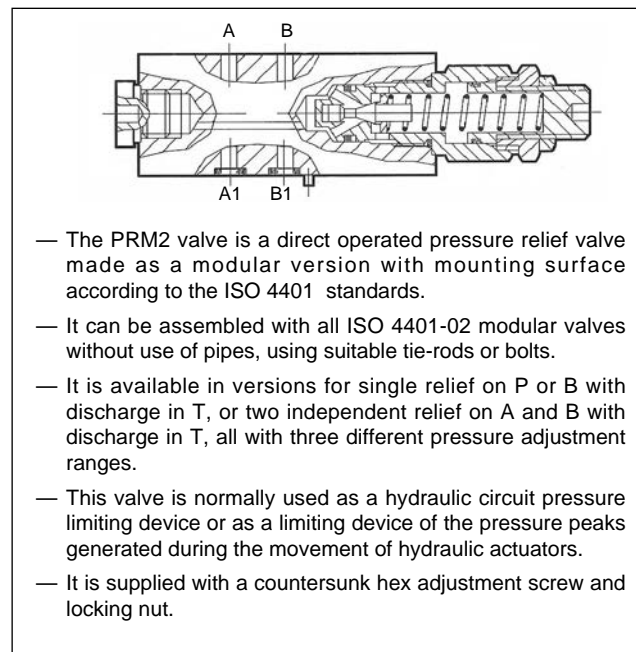 A B
A1 B1
— The PRM2 valve is a direct operated pressure relief valve
made as a modular version with mounting surface
according to the ISO 4401 standards.
— It can be assembled with all ISO 4401-02 modular valves
without use of pipes, using suitable tie-rods or bolts.
— It is available in versions for single relief on P or B with
discharge in T, or two independent relief on A and B with
discharge in T, all with three different pressure adjustment
ranges.
— This valve is normally used as a hydraulic circuit pressure
limiting device or as a limiting device of the pressure peaks
generated during the movement of hydraulic actuators.
— It is supplied with a countersunk hex adjustment screw and
locking nut.